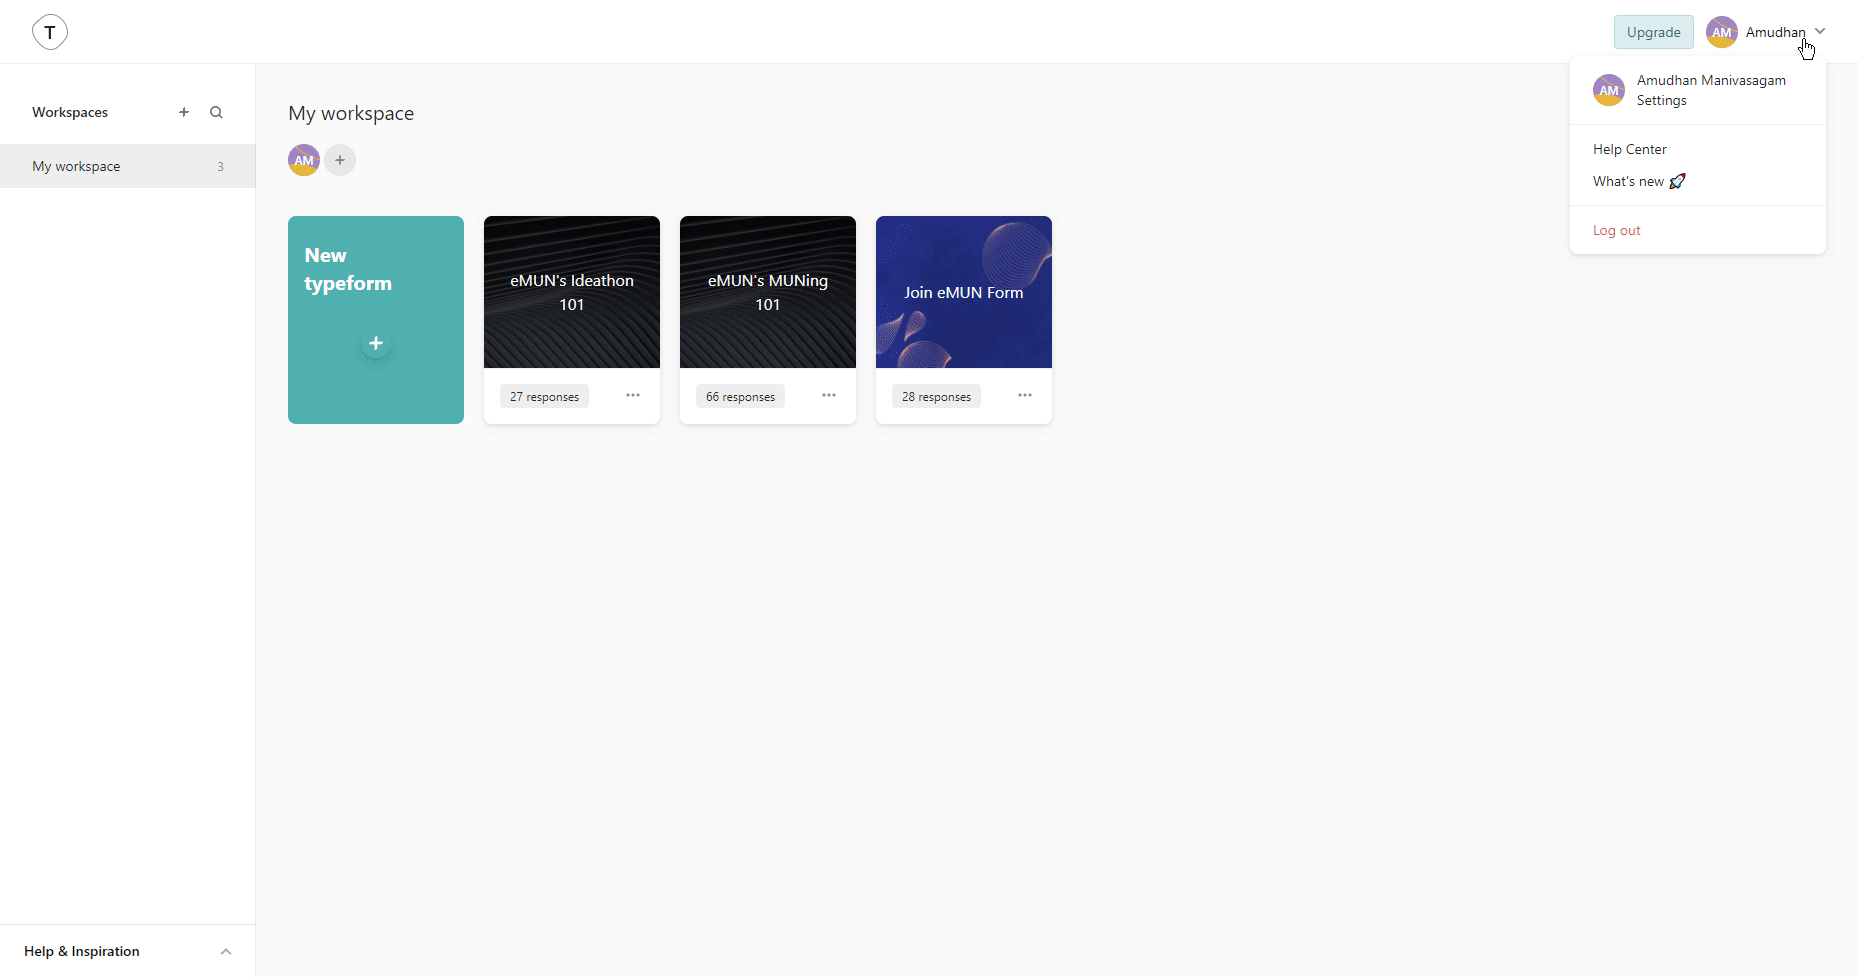 T
Upgrade
AM
Amudhan
AM
Amudhan Manivasagam
Settings
Help Center
What's new 🚀
Log out
Workspaces
My workspace
3
My workspace
AM
New
typeform
eMUN's Ideathon
101
27 responses
eMUN's MUNing
101
66 responses
Join eMUN Form
28 responses
Help & Inspiration